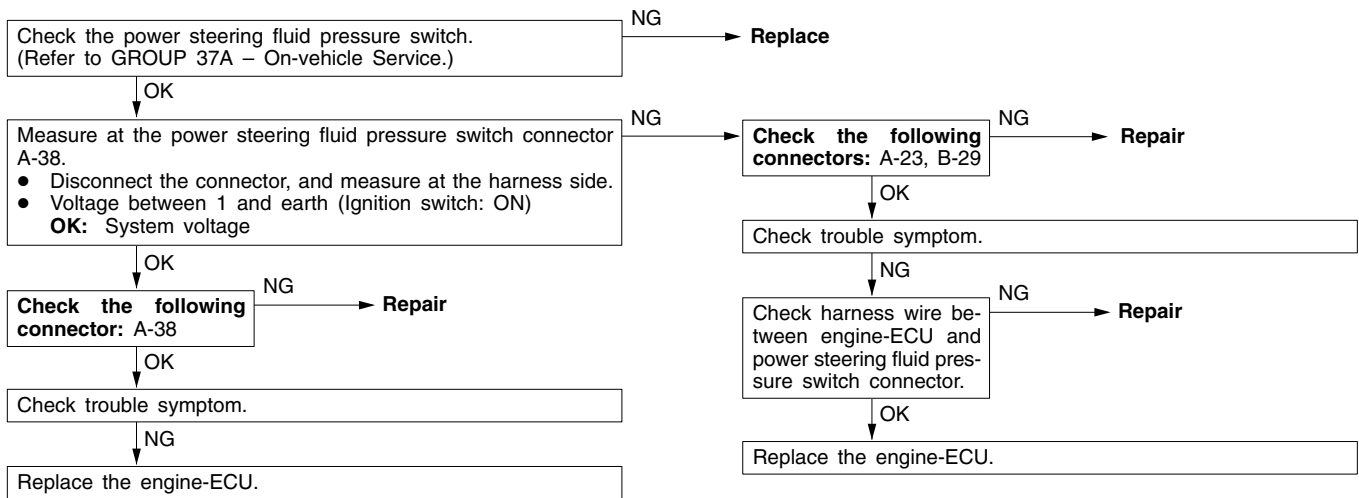 Check the power steering fluid pressure switch.
(Refer to GROUP 37A – On-vehicle Service.)
NG
Replace
OK
Measure at the power steering fluid pressure switch connector
A-38.
● Disconnect the connector, and measure at the harness side.
● Voltage between 1 and earth (Ignition switch: ON)
OK: System voltage
NG
Check the following
connectors: A-23, B-29
NG
Repair
OK
Check trouble symptom.
NG
Check harness wire be-
tween engine-ECU and
power steering fluid pres-
sure switch connector.
NG
Repair
OK
Replace the engine-ECU.
OK
Check the following
connector: A-38
NG
Repair
OK
Check trouble symptom.
NG
Replace the engine-ECU.